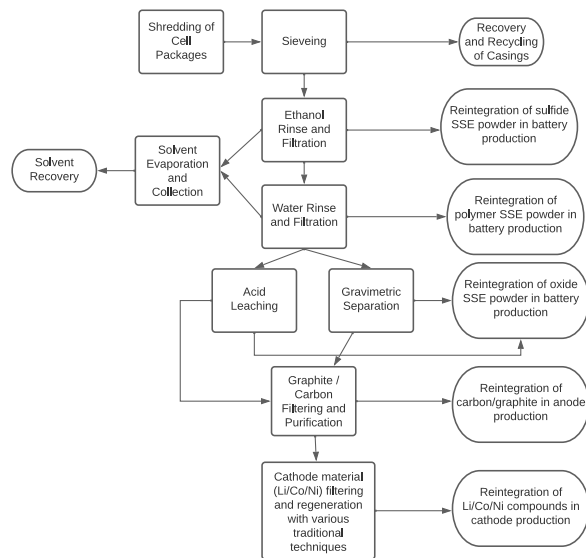 Shredding of
Cell
Packages
Sieveing
Recovery
and Recycling
of Casings
Ethanol
Rinse and
Filtration
Reintegration of sulfide
SSE powder in battery
production
Solvent
Evaporation
and
Collection
Solvent
Recovery
Water Rinse
and Filtration
Reintegration of
polymer SSE powder in
battery production
Acid
Leaching
Gravimetric
Separation
Reintegration of oxide
SSE powder in battery
production
Graphite /
Carbon
Filtering and
Purification
Reintegration of
carbon/graphite in anode
production
Cathode material
(Li/Co/Ni) filtering
and regeneration
with various
traditional
techniques
Reintegration of
Li/Co/Ni compounds in
cathode production